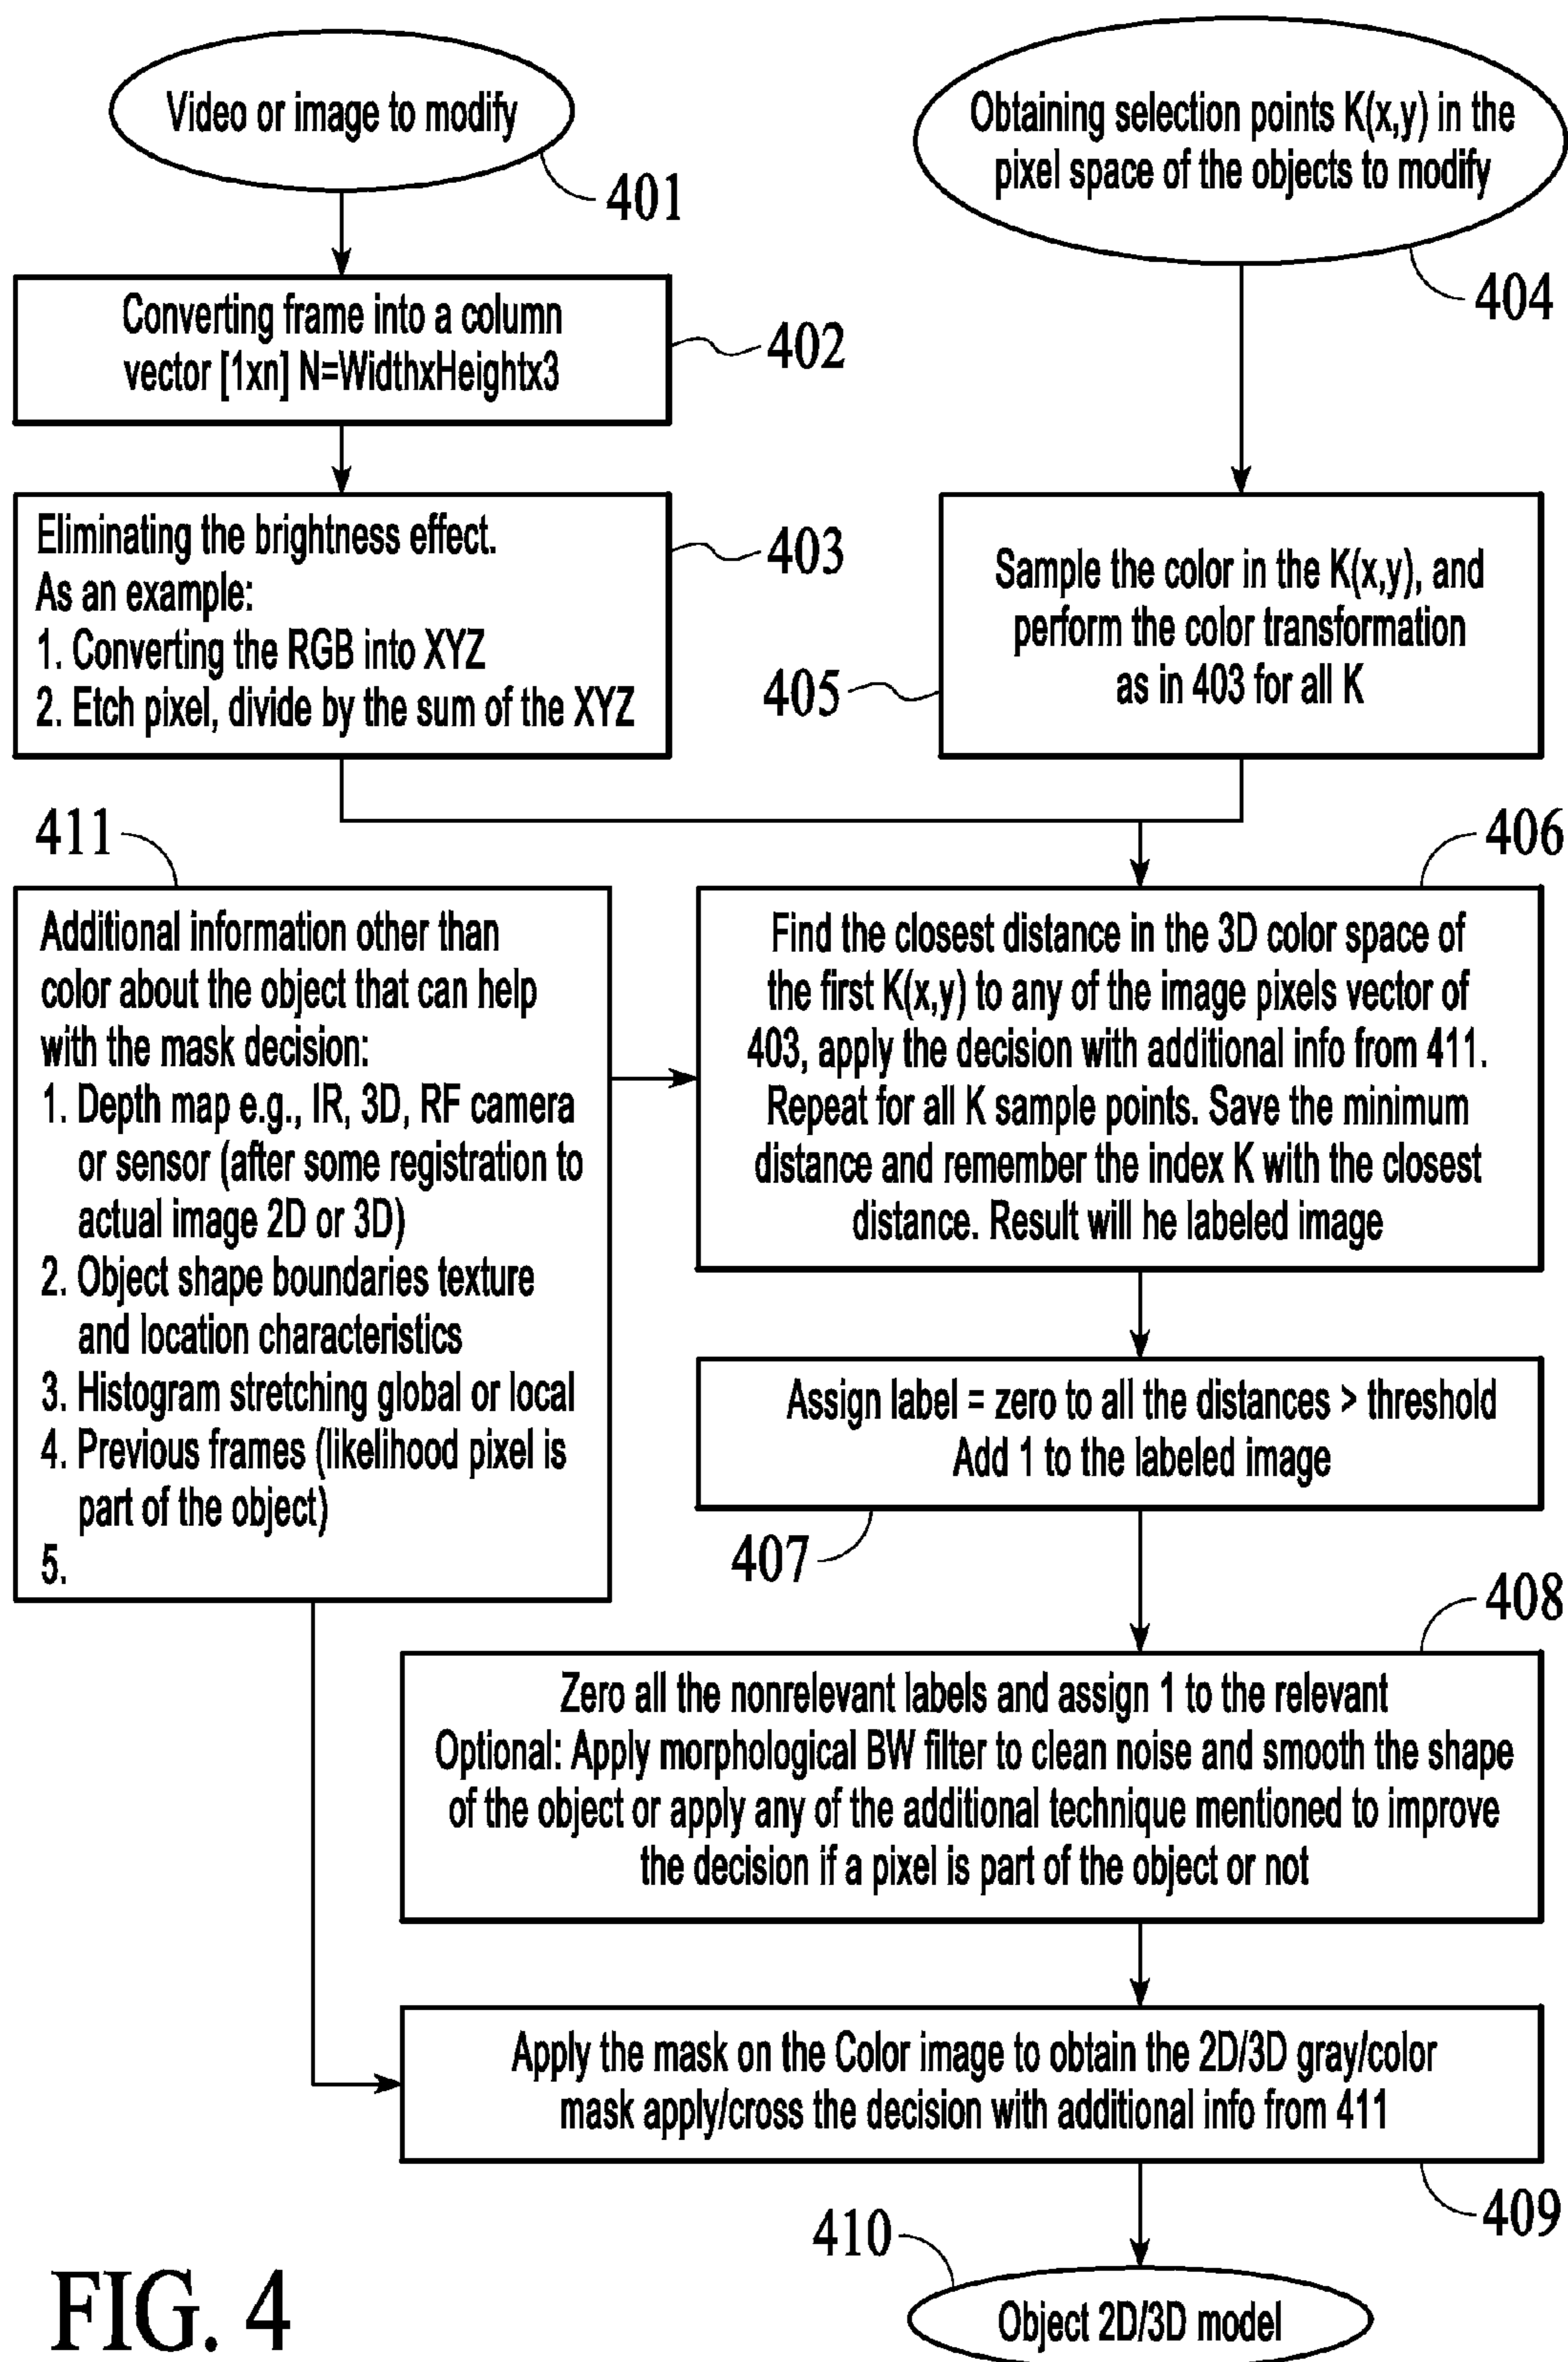 Video or image to modify
401
Converting frame into a column
vector [1xn] N=WidthxHeightx3
402
Eliminating the brightness effect.
As an example:
1. Converting the RGB into XYZ
2. Etch pixel, divide by the sum of the XYZ
403
Obtaining selection points K(x,y) in the
pixel space of the objects to modify
404
Sample the color in the K(x,y), and
perform the color transformation
as in 403 for all K
405
411
Additional information other than
color about the object that can help
with the mask decision:
1. Depth map e.g., IR, 3D, RF camera
or sensor (after some registration to
actual image 2D or 3D)
2. Object shape boundaries texture
and location characteristics
3. Histogram stretching global or local
4. Previous frames (likelihood pixel is
part of the object)
5.
406
Find the closest distance in the 3D color space of
the first K(x,y) to any of the image pixels vector of
403, apply the decision with additional info from 411.
Repeat for all K sample points. Save the minimum
distance and remember the index K with the closest
distance. Result will he labeled image
Assign label = zero to all the distances > threshold
Add 1 to the labeled image
407
408
Zero all the nonrelevant labels and assign 1 to the relevant
Optional: Apply morphological BW filter to clean noise and smooth the shape
of the object or apply any of the additional technique mentioned to improve
the decision if a pixel is part of the object or not
Apply the mask on the Color image to obtain the 2D/3D gray/color
mask apply/cross the decision with additional info from 411
409
410
Object 2D/3D model
FIG. 4